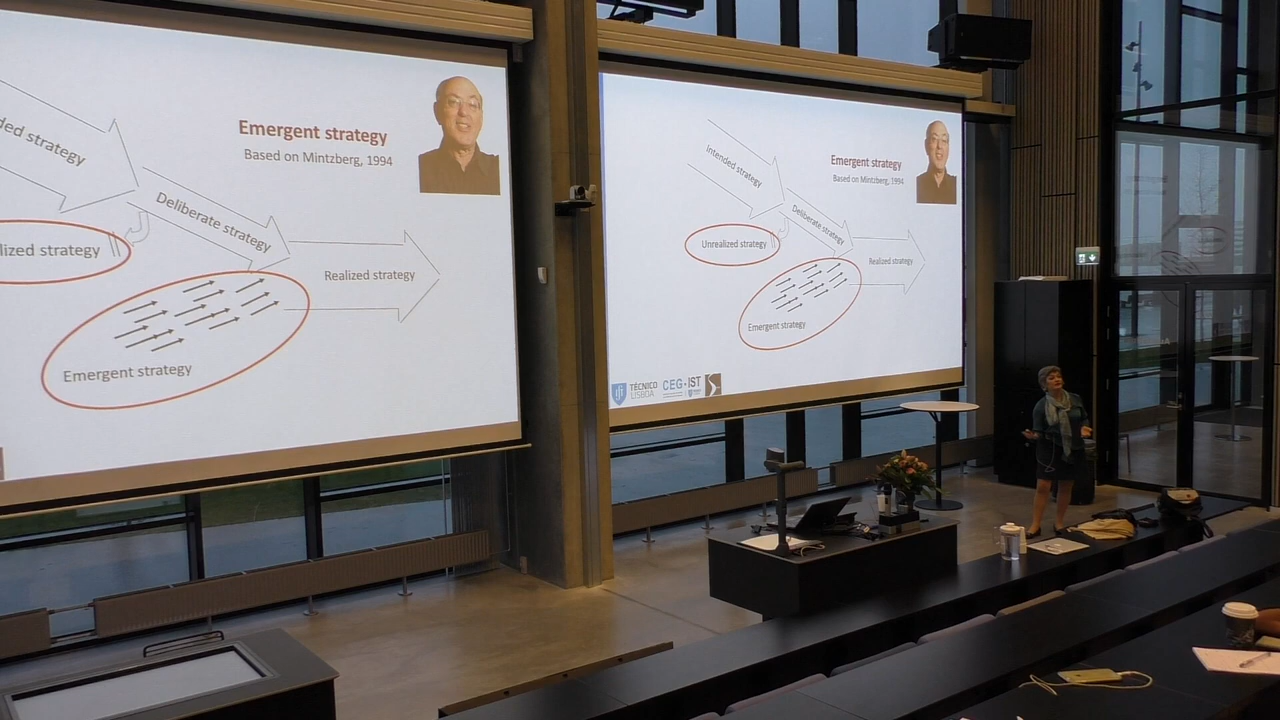 ded strategy
Emergent strategy
Based on Mintzberg, 1994
Deliberate strategy
lized strategy
Realized strategy
Emergent strategy
Intended strategy
Emergent strategy
Based on Mintzberg, 1994
Deliberate strategy
Unrealized strategy
Realized strategy
Emergent strategy
TÉCNICO
LISBOA
CEG-IST